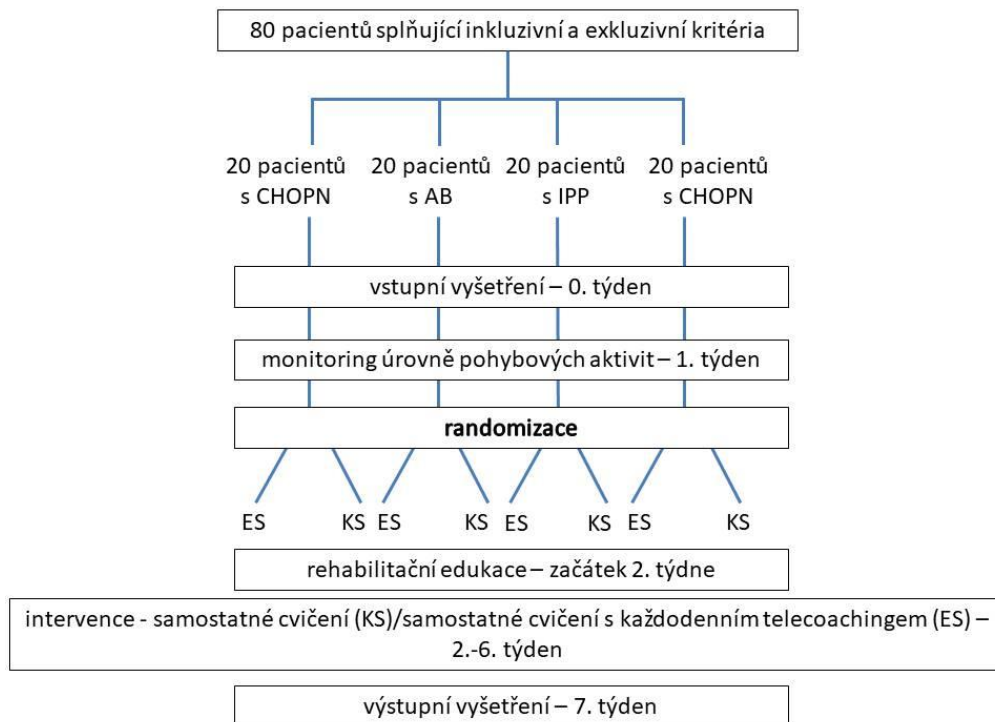 80 pacientů splňující inkluzivní a exkluzivní kritéria
20 pacientů
s CHOPN
20 pacientů
s AB
20 pacientů
s IPP
20 pacientů
s CHOPN
vstupní vyšetření – 0. týden
monitoring úrovně pohybových aktivit – 1. týden
randomizace
ES KS ES KS ES KS ES KS
rehabilitační edukace – začátek 2. týdne
intervence - samostatné cvičení (KS)/samostatné cvičení s každodenním telecoachingem (ES) –
2.-6. týden
výstupní vyšetření – 7. týden